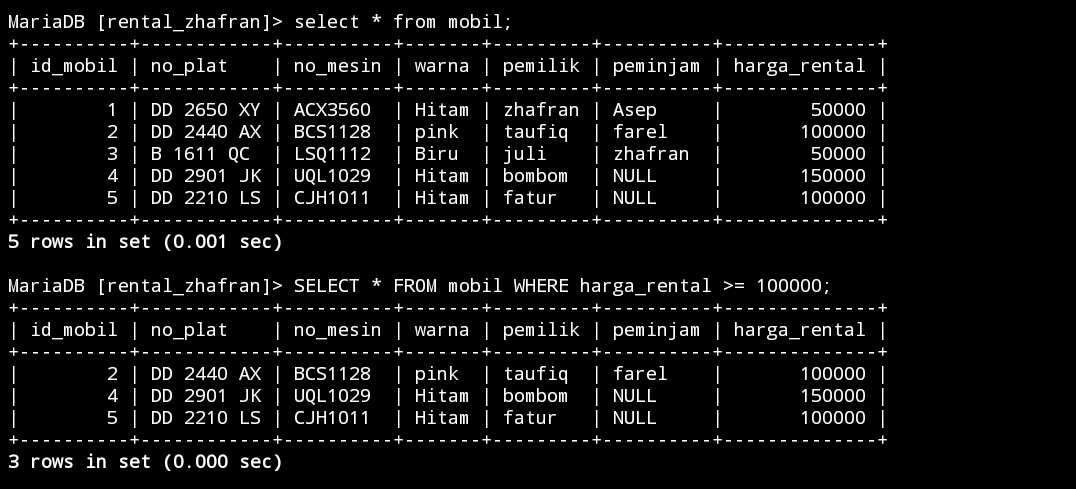 MariaDB [rental_zhafran]> select * from mobil;
+----------+------------+----------+-------+---------+----------+--------------+
| id_mobil | no_plat    | no_mesin | warna | pemilik | peminjam | harga_rental |
+----------+------------+----------+-------+---------+----------+--------------+
|        1 | DD 2650 XY | ACX3560  | Hitam | zhafran | Asep     |        50000 |
|        2 | DD 2440 AX | BCS1128  | pink  | taufiq  | farel    |       100000 |
|        3 | B 1611 QC  | LSQ1112  | Biru  | juli    | zhafran  |        50000 |
|        4 | DD 2901 JK | UQL1029  | Hitam | bombom  | NULL     |       150000 |
|        5 | DD 2210 LS | CJH1011  | Hitam | fatur   | NULL     |       100000 |
+----------+------------+----------+-------+---------+----------+--------------+
5 rows in set (0.001 sec)
MariaDB [rental_zhafran]> SELECT * FROM mobil WHERE harga_rental >= 100000;
+----------+------------+----------+-------+---------+----------+--------------+
| id_mobil | no_plat    | no_mesin | warna | pemilik | peminjam | harga_rental |
+----------+------------+----------+-------+---------+----------+--------------+
|        2 | DD 2440 AX | BCS1128  | pink  | taufiq  | farel    |       100000 |
|        4 | DD 2901 JK | UQL1029  | Hitam | bombom  | NULL     |       150000 |
|        5 | DD 2210 LS | CJH1011  | Hitam | fatur   | NULL     |       100000 |
+----------+------------+----------+-------+---------+----------+--------------+
3 rows in set (0.000 sec)